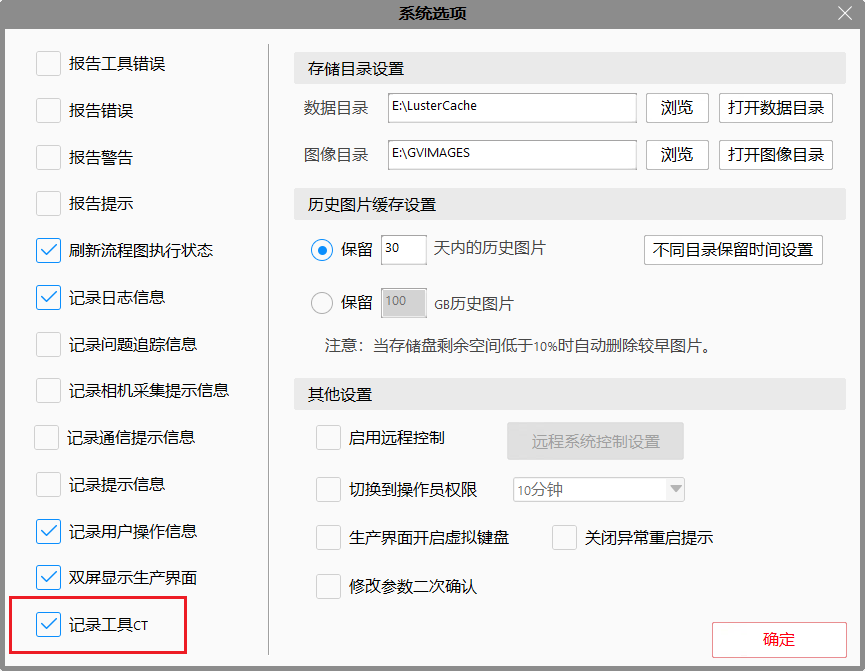 系统选项
报告工具错误
报告错误
报告警告
报告提示
刷新流程图执行状态
记录日志信息
记录问题追踪信息
记录相机采集提示信息
记录通信提示信息
记录提示信息
记录用户操作信息
双屏显示生产界面
记录工具CT
存储目录设置
数据目录 E:\LusterCache 浏览 打开数据目录
图像目录 E:\GVIMAGES 浏览 打开图像目录
历史图片缓存设置
保留 30 天内的历史图片 不同目录保留时间设置
保留 100 GB历史图片
注意：当存储盘剩余空间低于10%时自动删除较早图片。
其他设置
启用远程控制 远程系统控制设置
切换到操作员权限 10分钟
生产界面开启虚拟键盘 关闭异常重启提示
修改参数二次确认
确定